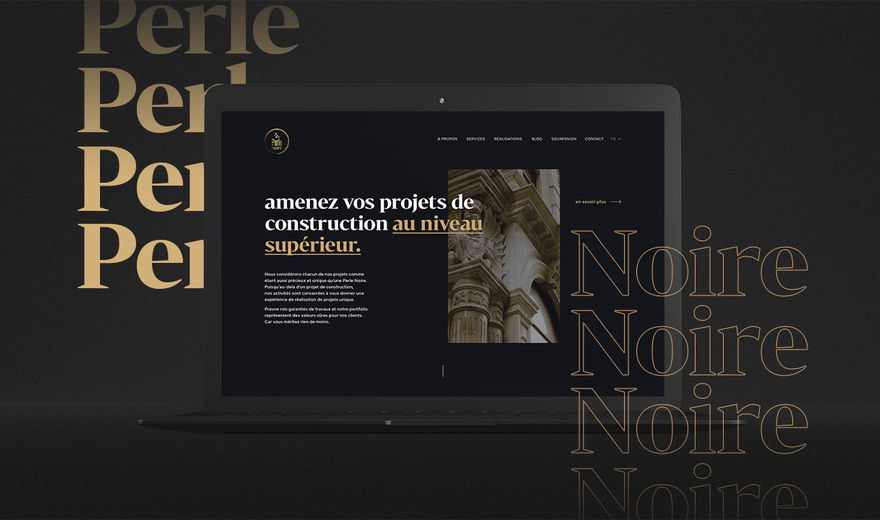 Perle
Perl
Per
Per
Perle
noire
À PROPOS SERVICES RÉALISATIONS BLOG SOUMISSION CONTACT FR
amenez vos projets de
construction au niveau
supérieur.
en savoir plus
Nous considérons chacun de nos projets comme
étant aussi précieux et unique qu'une Perle Noire.
Puisqu'au-delà d'un projet de construction,
nos activités sont consacrées à vous donner une
expérience de réalisation de projets unique.
Preuve nos garanties de travaux et notre portfolio
représentent des valeurs sûres pour nos clients.
Car vous méritez rien de moins.
Noire
Noire
Noire
Noire